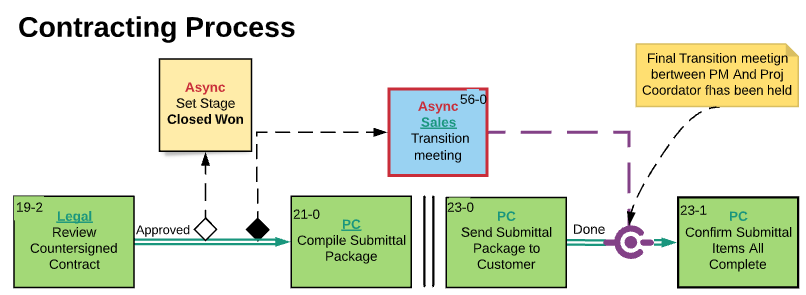 Contracting Process
Async
Set Stage
Closed Won
56-0
Async
Sales
Transition
meeting
Final Transition meetign
bertween PM And Proj
Coordator fhas been held
19-2
Legal
Review
Countersigned
Contract
Approved
21-0
PC
Compile Submittal
Package
23-0
PC
Send Submittal
Package to
Customer
Done
23-1
PC
Confirm Submittal
Items All
Complete